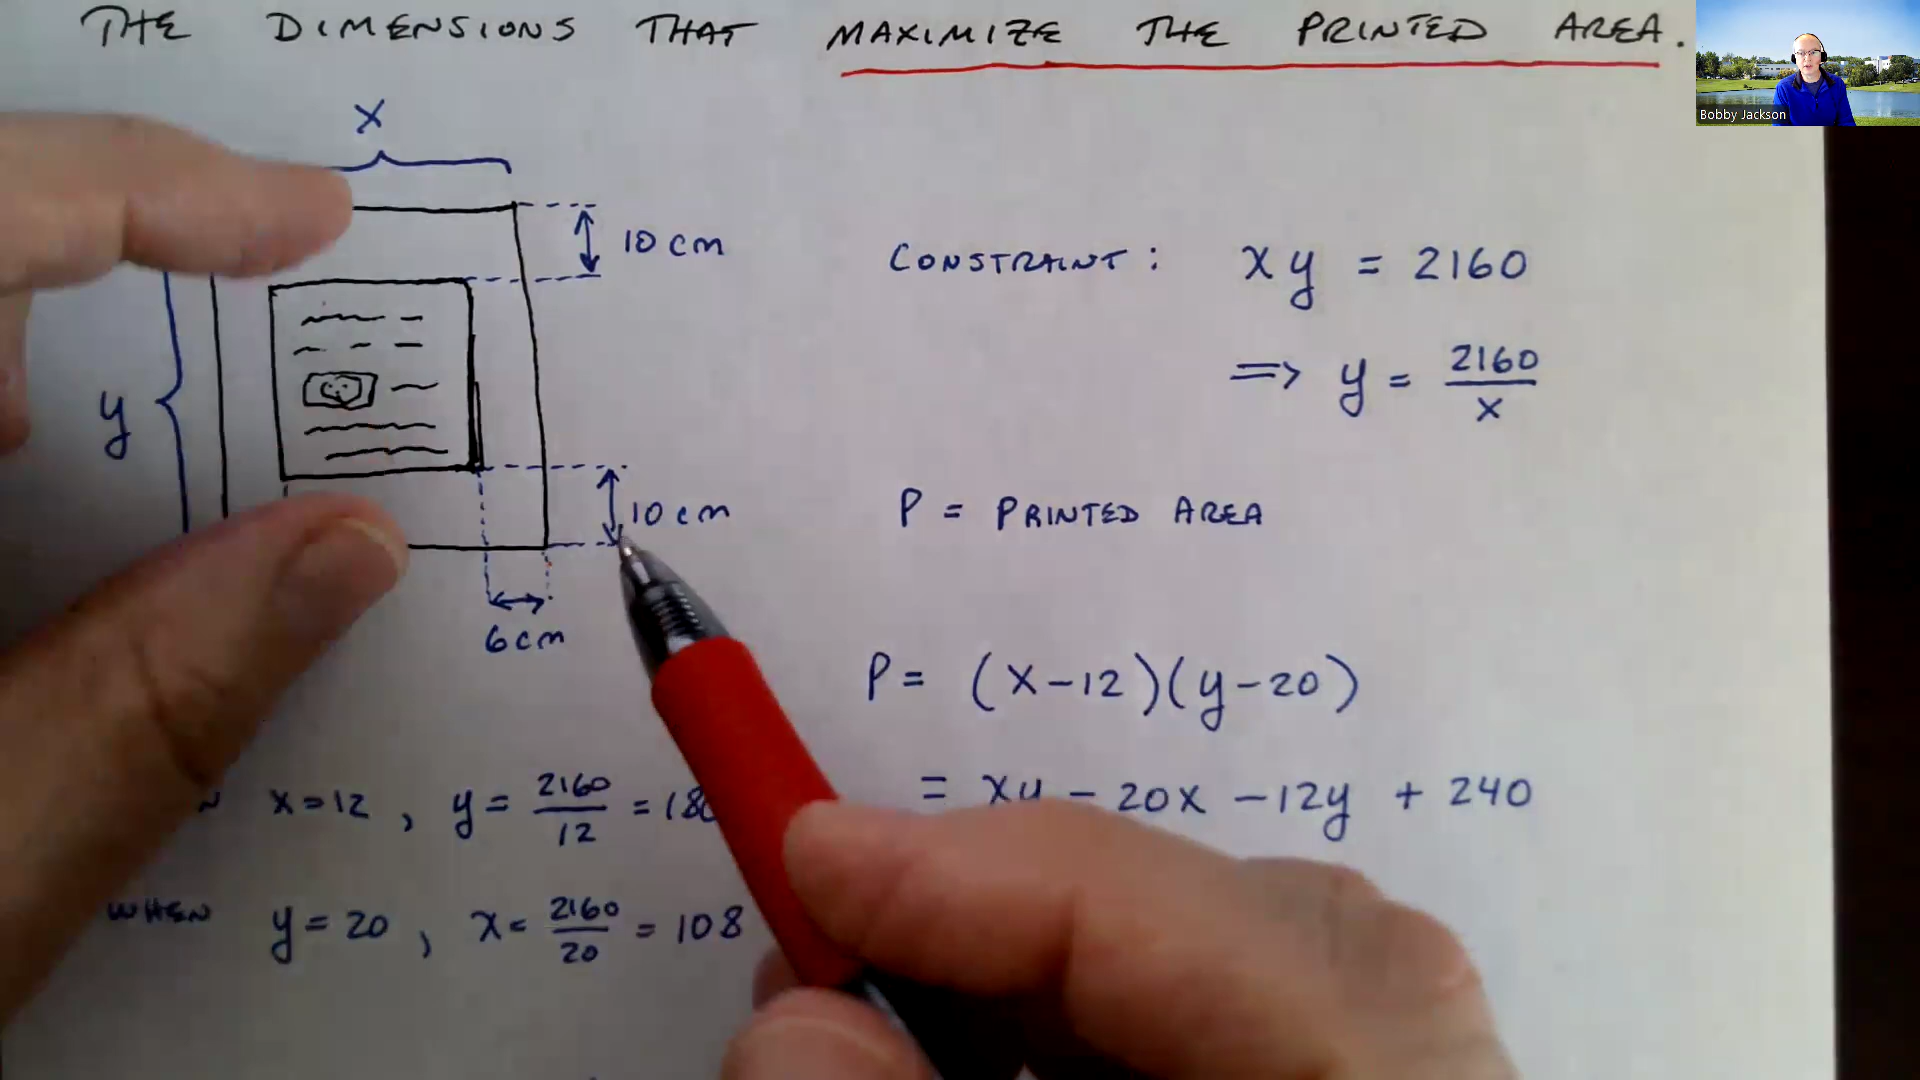 THE DIMENSIONS THAT MAXIMIZE THE PRINTED AREA.
Bobby Jackson
x
10 cm
y
10 cm
6 cm
CONSTRAINT: xy = 2160
=> y = 2160/x
P = PRINTED AREA
P = (x-12)(y-20)
= xy - 20x - 12y + 240
x=12, y = 2160/12 = 180
WHEN y = 20, x = 2160/20 = 108